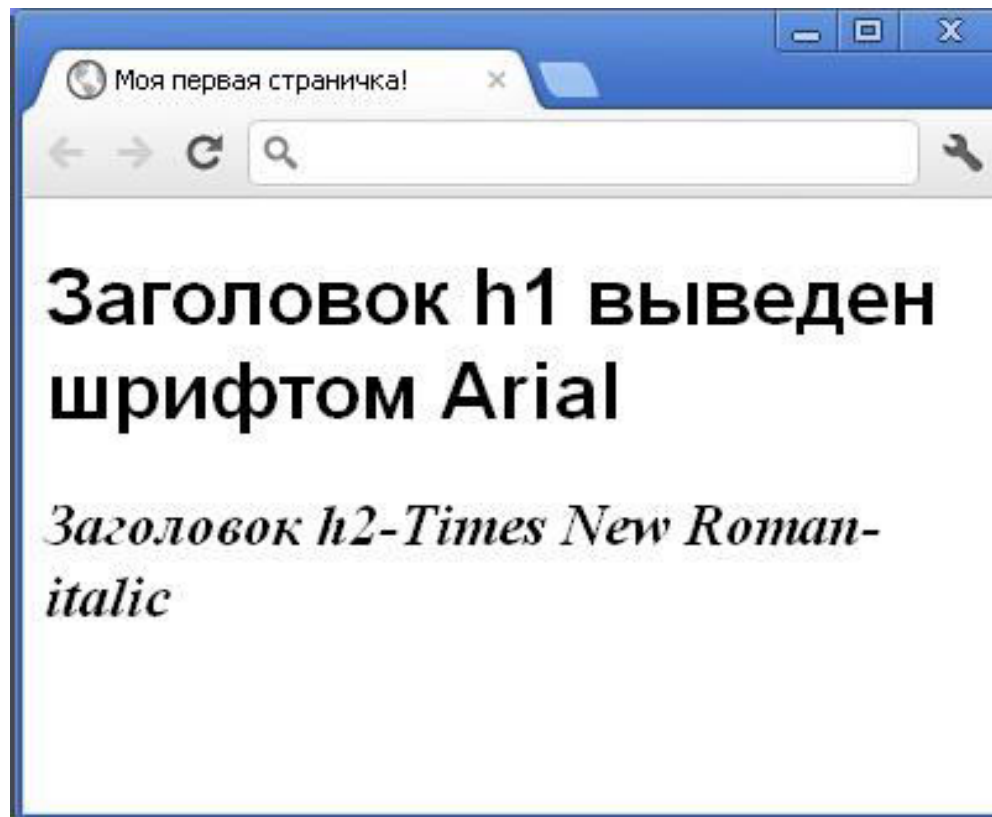 Моя первая страничка!
Заголовок h1 выведен
шрифтом Arial
Заголовок h2-Times New Roman-
italic